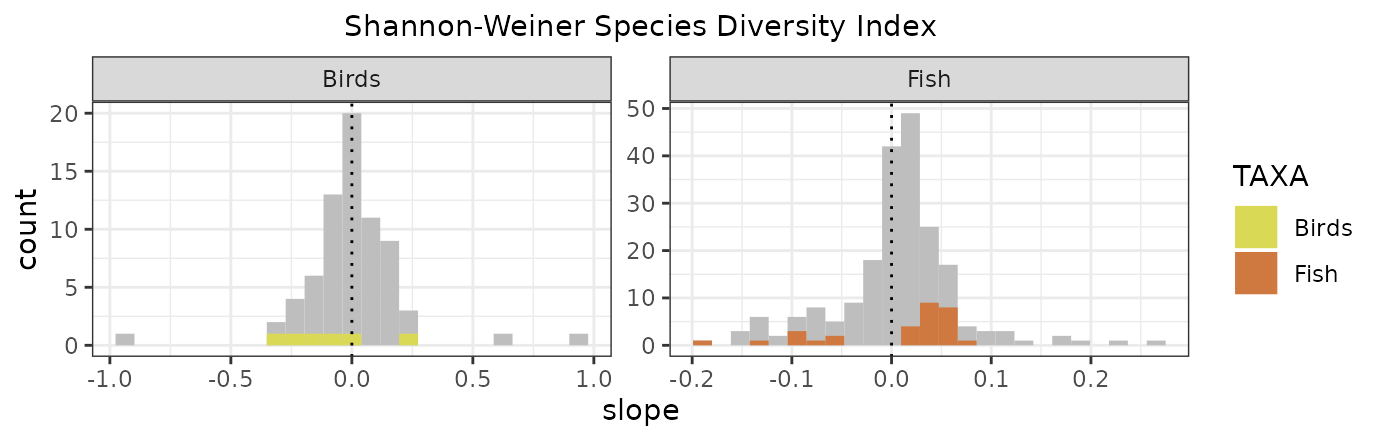 Shannon-Weiner Species Diversity Index
Birds
Fish
count
20
15
10
5
0
50
40
30
20
10
0
-1.0 -0.5 0.0 0.5 1.0
-0.2 -0.1 0.0 0.1 0.2
slope
TAXA
Birds
Fish